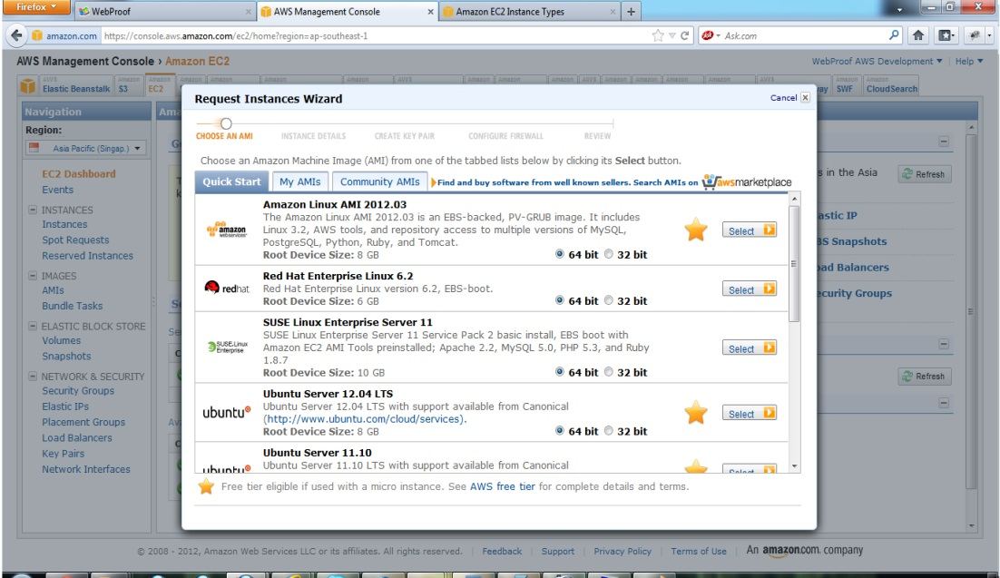 Firefox
WebProof
AWS Management Console
Amazon EC2 Instance Types
amazon.com
https://console.aws.amazon.com/ec2/home?region=ap-southeast-1
Ask.com
AWS Management Console › Amazon EC2
WebProof AWS Development
Help
AWS
Elastic Beanstalk
Amazon
S3
Amazon
EC2
SWF
CloudSearch
Navigation
Region:
Asia Pacific (Singap.)
EC2 Dashboard
Events
INSTANCES
Instances
Spot Requests
Reserved Instances
IMAGES
AMIs
Bundle Tasks
ELASTIC BLOCK STORE
Volumes
Snapshots
NETWORK & SECURITY
Security Groups
Elastic IPs
Placement Groups
Load Balancers
Key Pairs
Network Interfaces
Request Instances Wizard
Cancel
CHOOSE AN AMI
INSTANCE DETAILS
CREATE KEY PAIR
CONFIGURE FIREWALL
REVIEW
Choose an Amazon Machine Image (AMI) from one of the tabbed lists below by clicking its Select button.
Quick Start
My AMIs
Community AMIs
Find and buy software from well known sellers. Search AMIs on awsmarketplace
amazon
webservices
Amazon Linux AMI 2012.03
The Amazon Linux AMI 2012.03 is an EBS-backed, PV-GRUB image. It includes
Linux 3.2, AWS tools, and repository access to multiple versions of MySQL,
PostgreSQL, Python, Ruby, and Tomcat.
Root Device Size: 8 GB
64 bit 32 bit
Select
redhat.
Red Hat Enterprise Linux 6.2
Red Hat Enterprise Linux version 6.2, EBS-boot.
Root Device Size: 6 GB
64 bit 32 bit
Select
SUSE. Linux
Enterprise
SUSE Linux Enterprise Server 11
SUSE Linux Enterprise Server 11 Service Pack 2 basic install, EBS boot with
Amazon EC2 AMI Tools preinstalled; Apache 2.2, MySQL 5.0, PHP 5.3, and Ruby
1.8.7
Root Device Size: 10 GB
64 bit 32 bit
Select
ubuntu
Ubuntu Server 12.04 LTS
Ubuntu Server 12.04 LTS with support available from Canonical
(http://www.ubuntu.com/cloud/services).
Root Device Size: 8 GB
64 bit 32 bit
Select
ubuntu
Ubuntu Server 11.10
Ubuntu Server 11.10 LTS with support available from Canonical
Select
Free tier eligible if used with a micro instance. See AWS free tier for complete details and terms.
s in the Asia
Refresh
astic IP
Snapshots
Balancers
ecurity Groups
Refresh
© 2008 - 2012, Amazon Web Services LLC or its affiliates. All rights reserved.
Feedback
Support
Privacy Policy
Terms of Use
An amazon.com. company